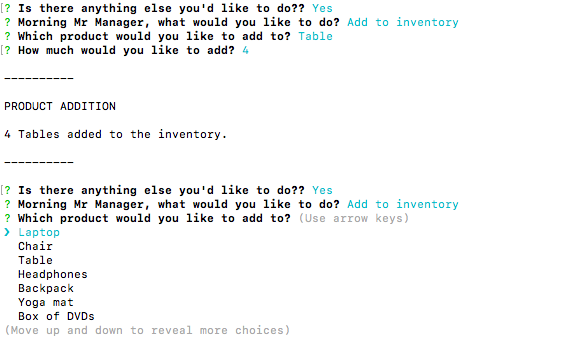 [? Is there anything else you'd like to do?? Yes
? Morning Mr Manager, what would you like to do? Add to inventory
? Which product would you like to add to? Table
[? How much would you like to add? 4
----------
PRODUCT ADDITION
4 Tables added to the inventory.
----------
[? Is there anything else you'd like to do?? Yes
? Morning Mr Manager, what would you like to do? Add to inventory
? Which product would you like to add to? (Use arrow keys)
❯ Laptop
Chair
Table
Headphones
Backpack
Yoga mat
Box of DVDs
(Move up and down to reveal more choices)